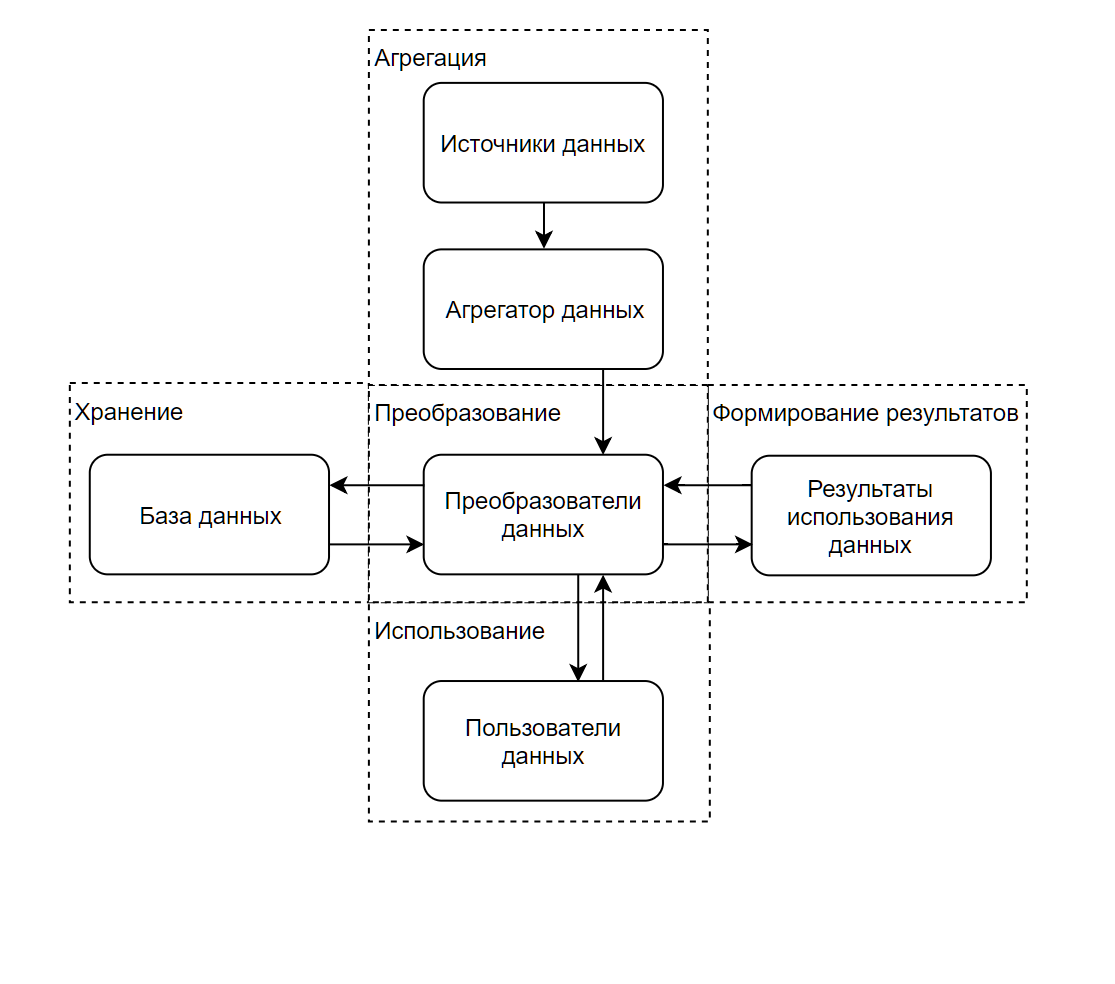 Агрегация
Источники данных
Агрегатор данных
Хранение
База данных
Преобразование
Преобразователи
данных
Формирование результатов
Результаты
использования
данных
Использование
Пользователи
данных